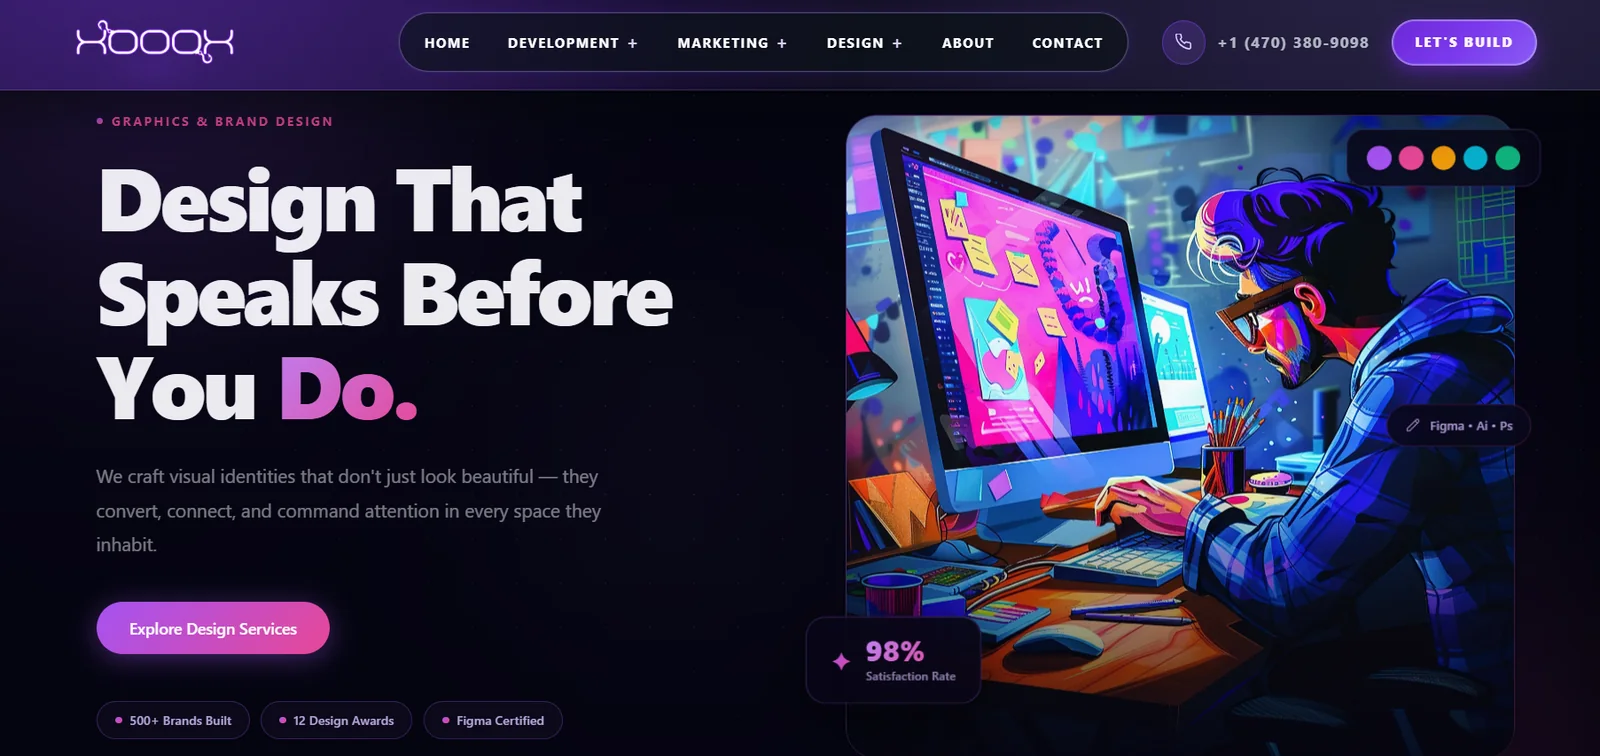 XOOQX
HOME
DEVELOPMENT +
MARKETING +
DESIGN +
ABOUT
CONTACT
+1 (470) 380-9098
LET'S BUILD
GRAPHICS & BRAND DESIGN
Design That
Speaks Before
You Do.
We craft visual identities that don't just look beautiful — they
convert, connect, and command attention in every space they
inhabit.
Explore Design Services
500+ Brands Built
12 Design Awards
Figma Certified
Figma • Ai • Ps
98%
Satisfaction Rate